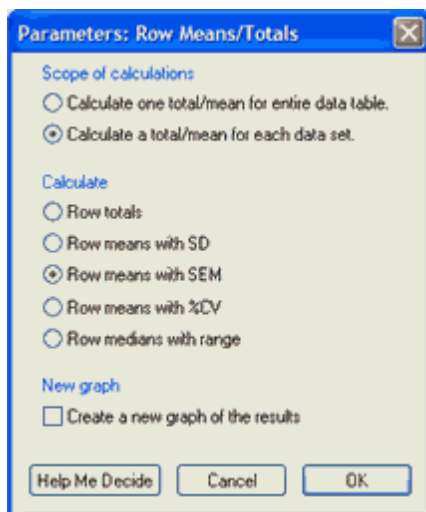 Parameters: Row Means/Totals
Scope of calculations
Calculate one total/mean for entire data table.
Calculate a total/mean for each data set.
Calculate
Row totals
Row means with SD
Row means with SEM
Row means with %CV
Row medians with range
New graph
Create a new graph of the results
Help Me Decide Cancel OK